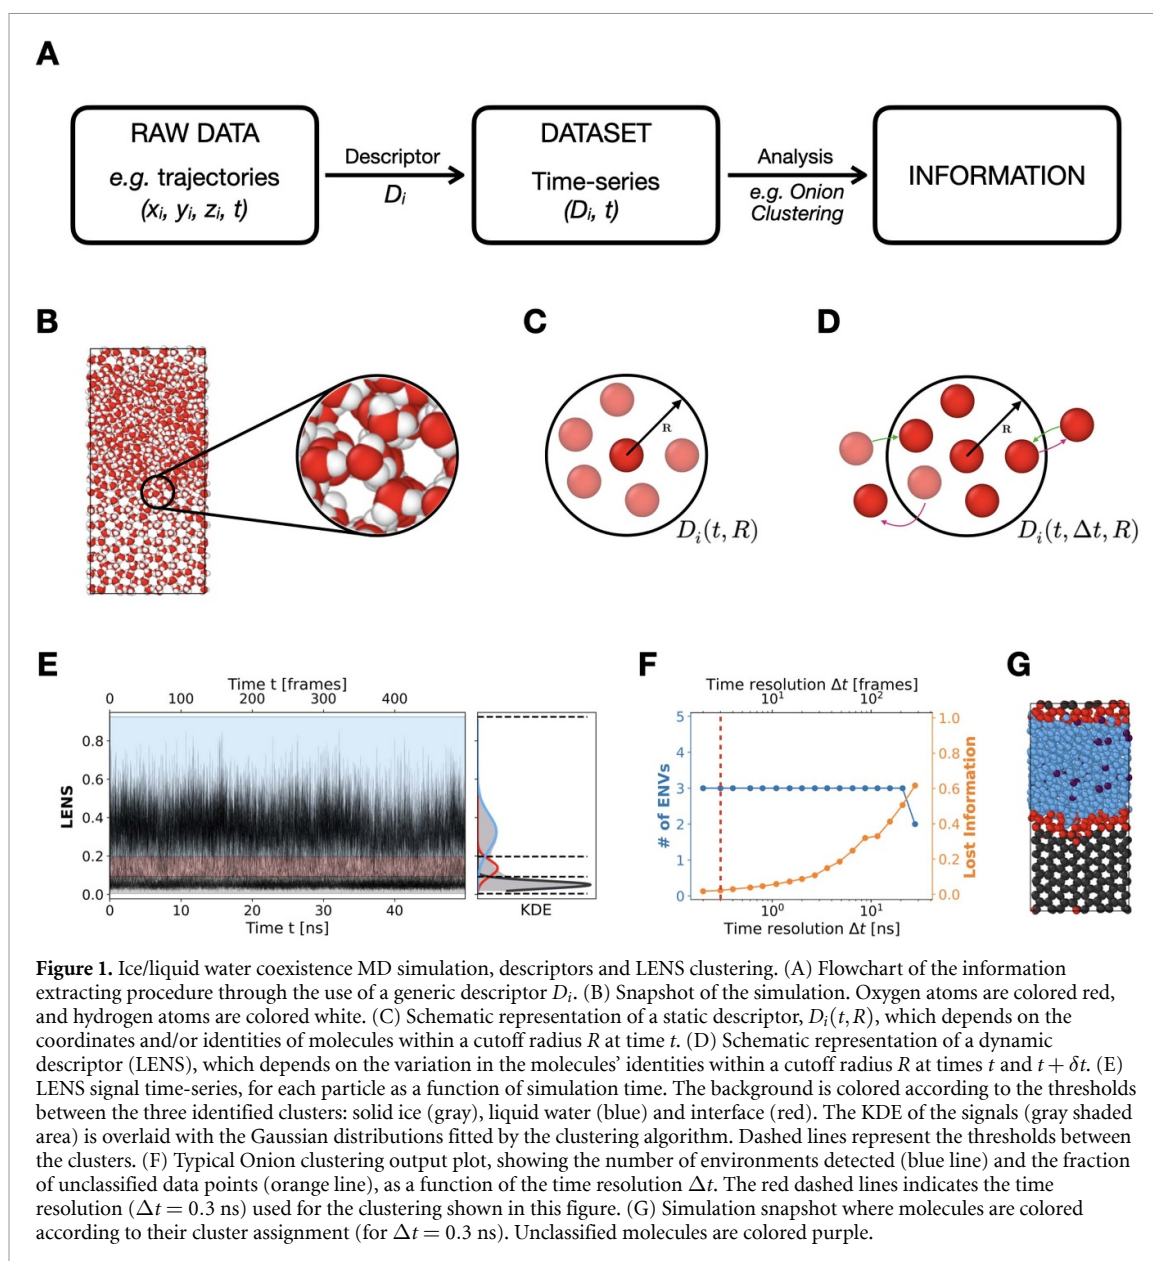 A
RAW DATA
e.g. trajectories
(xᵢ, yᵢ, zᵢ, t)
Descriptor
Dᵢ
DATASET
Time-series
(Dᵢ, t)
Analysis
e.g. Onion
Clustering
INFORMATION
B
C
R
Dᵢ(t, R)
D
R
Dᵢ(t, Δt, R)
E
Time t [frames]
0 100 200 300 400
LENS
0.8
0.6
0.4
0.2
0.0
0 10 20 30 40
Time t [ns]
KDE
F
Time resolution Δt [frames]
10¹ 10²
# of ENVs
5
4
3
2
1
0
1.0
0.8
0.6
0.4
0.2
0.0
Lost Information
10⁰ 10¹
Time resolution Δt [ns]
G
Figure 1. Ice/liquid water coexistence MD simulation, descriptors and LENS clustering. (A) Flowchart of the information
extracting procedure through the use of a generic descriptor Dᵢ. (B) Snapshot of the simulation. Oxygen atoms are colored red,
and hydrogen atoms are colored white. (C) Schematic representation of a static descriptor, Dᵢ(t, R), which depends on the
coordinates and/or identities of molecules within a cutoff radius R at time t. (D) Schematic representation of a dynamic
descriptor (LENS), which depends on the variation in the molecules’ identities within a cutoff radius R at times t and t + δt. (E)
LENS signal time-series, for each particle as a function of simulation time. The background is colored according to the thresholds
between the three identified clusters: solid ice (gray), liquid water (blue) and interface (red). The KDE of the signals (gray shaded
area) is overlaid with the Gaussian distributions fitted by the clustering algorithm. Dashed lines represent the thresholds between
the clusters. (F) Typical Onion clustering output plot, showing the number of environments detected (blue line) and the fraction
of unclassified data points (orange line), as a function of the time resolution Δt. The red dashed lines indicates the time
resolution (Δt = 0.3 ns) used for the clustering shown in this figure. (G) Simulation snapshot where molecules are colored
according to their cluster assignment (for Δt = 0.3 ns). Unclassified molecules are colored purple.